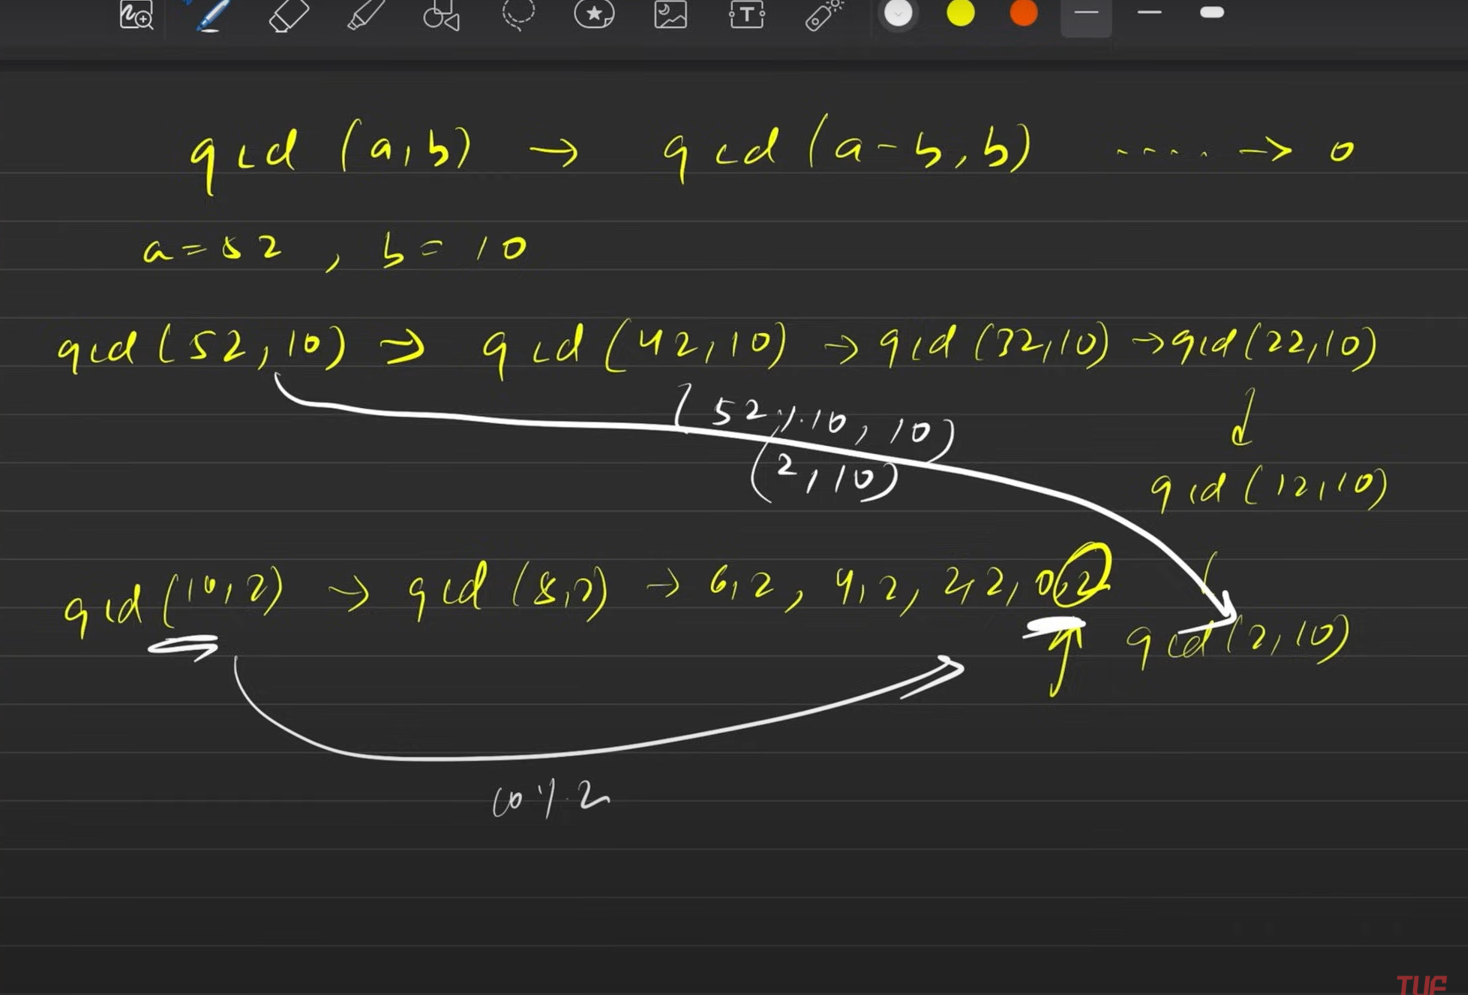 gcd (a,b) → gcd (a-b, b) ..... → 0
a = 52 , b = 10
gcd (52,10) → gcd (42,10) → gcd (32,10) → gcd (22,10)
(52%10, 10)
(2,10)
gcd (12,10)
gcd (10,2) → gcd (8,2) → 6,2, 4,2, 2,2, 0,2
gcd (2,10)
10%2
TUF